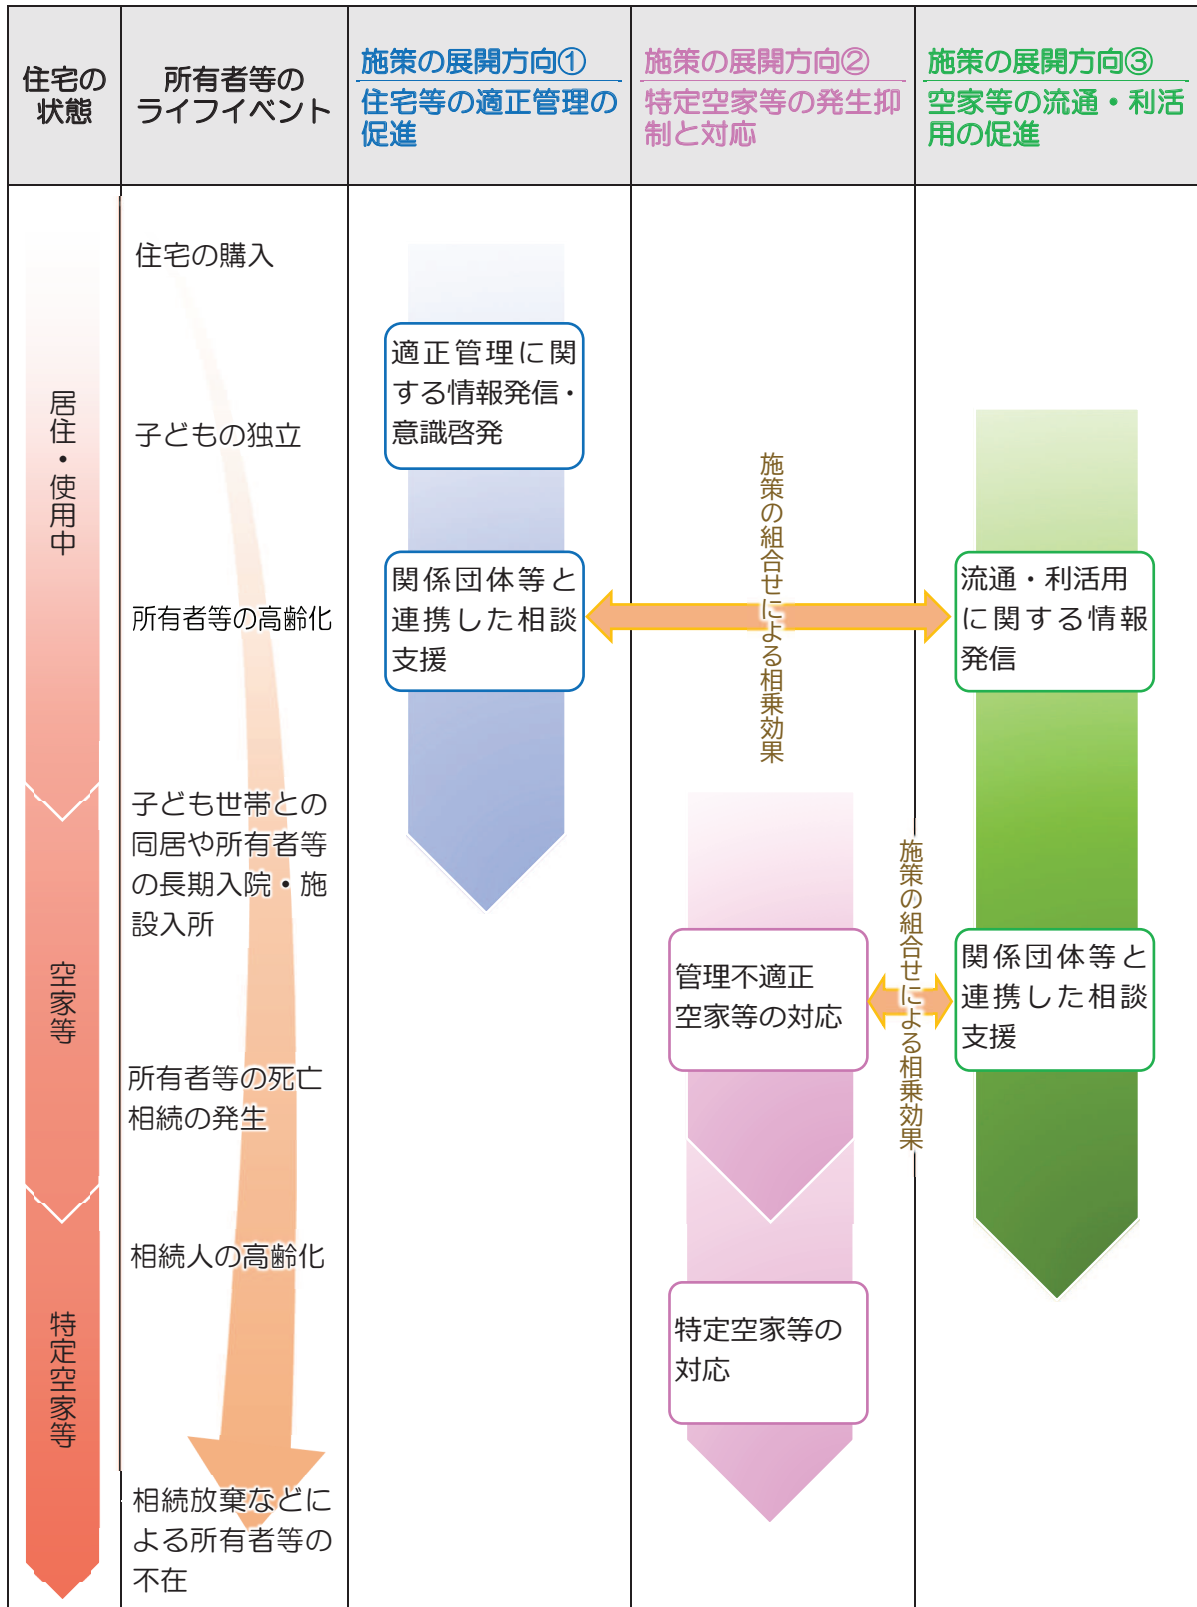 住宅の
状態
所有者等の
ライフイベント
施策の展開方向①
住宅等の適正管理の
促進
施策の展開方向②
特定空家等の発生抑
制と対応
施策の展開方向③
空家等の流通・利活
用の促進
居住・使用中
空家等
特定空家等
住宅の購入
子どもの独立
所有者等の高齢化
子ども世帯との
同居や所有者等
の長期入院・施
設入所
所有者等の死亡
相続の発生
相続人の高齢化
相続放棄などに
よる所有者等の
不在
適正管理に関
する情報発信・
意識啓発
関係団体等と
連携した相談
支援
施策の組合せによる相乗効果
管理不適正
空家等の対応
特定空家等の
対応
施策の組合せによる相乗効果
流通・利活用
に関する情報
発信
関係団体等と
連携した相談
支援